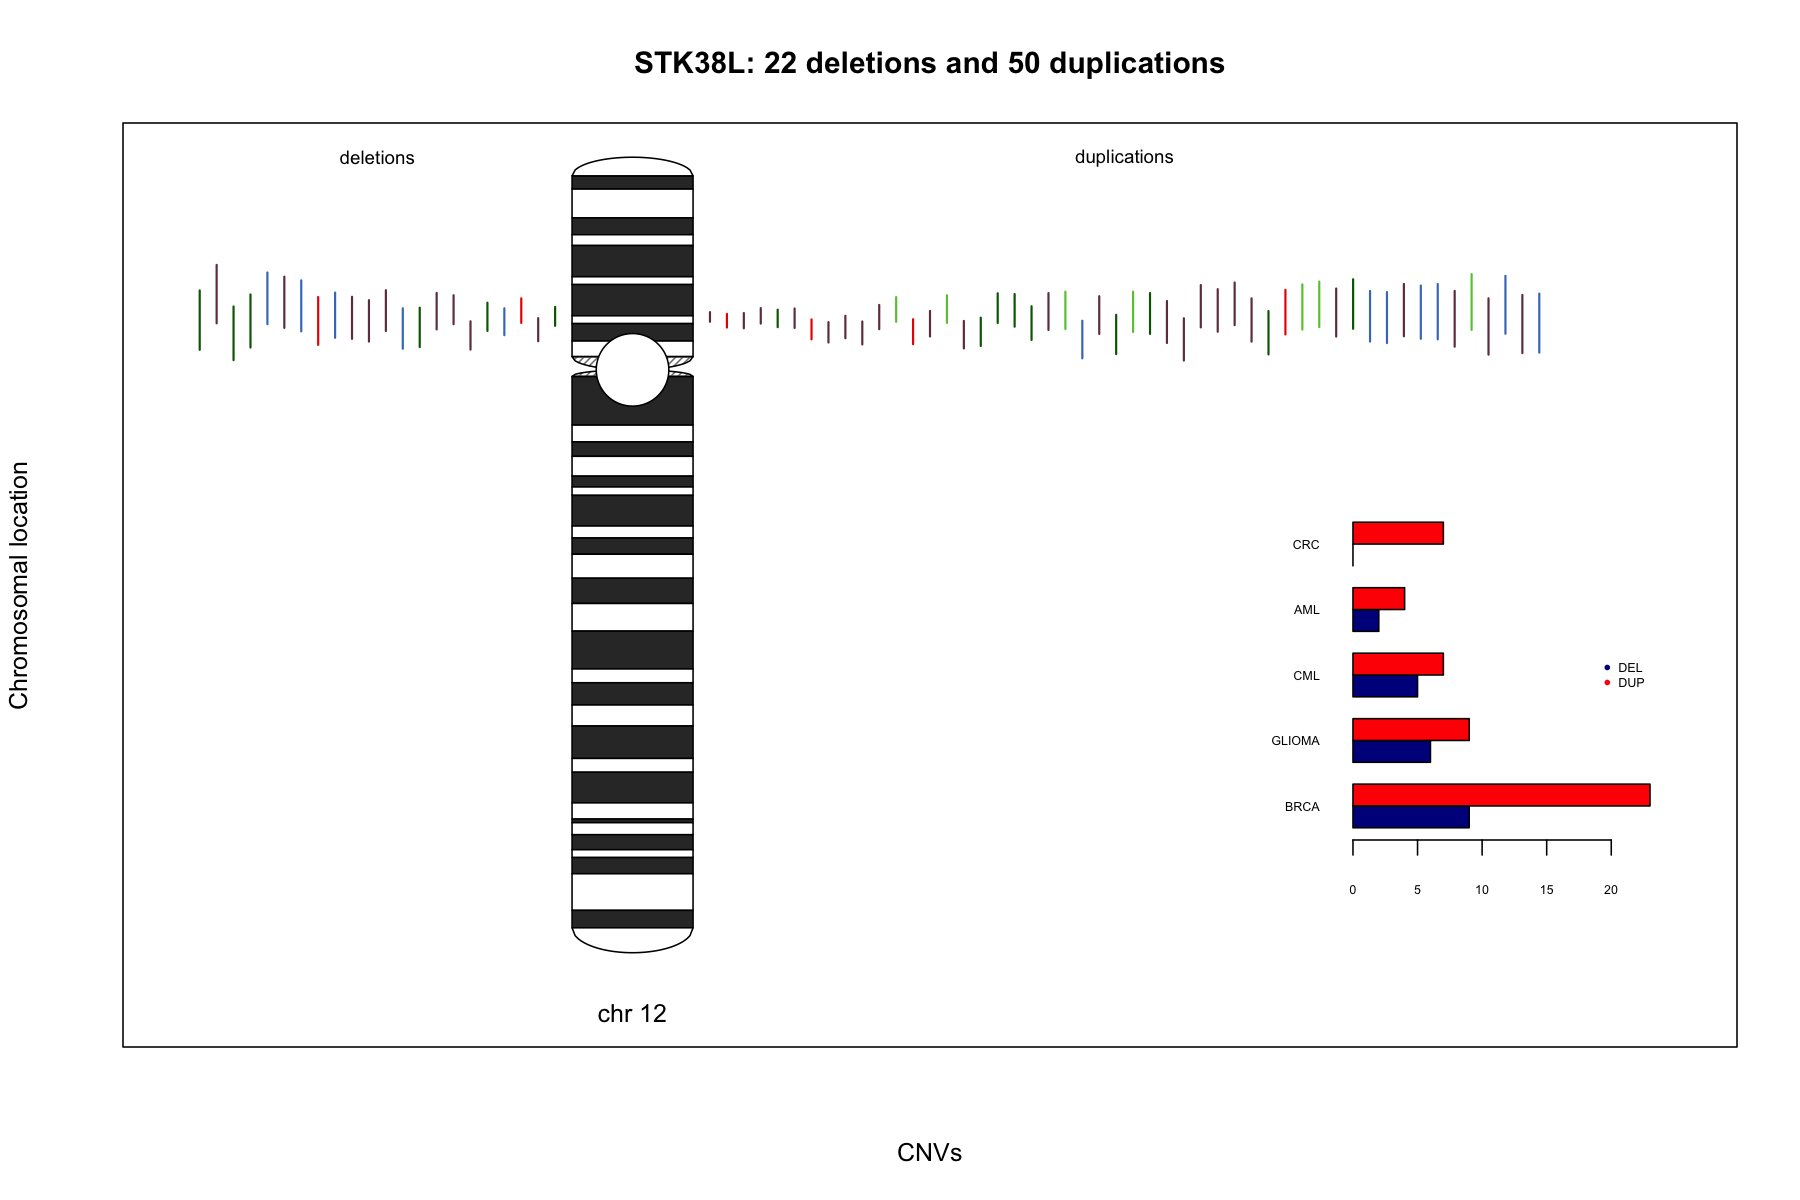 STK38L: 22 deletions and 50 duplications
deletions
duplications
Chromosomal location
CRC
AML
CML
GLIOMA
BRCA
DEL
DUP
0 5 10 15 20
chr 12
CNVs